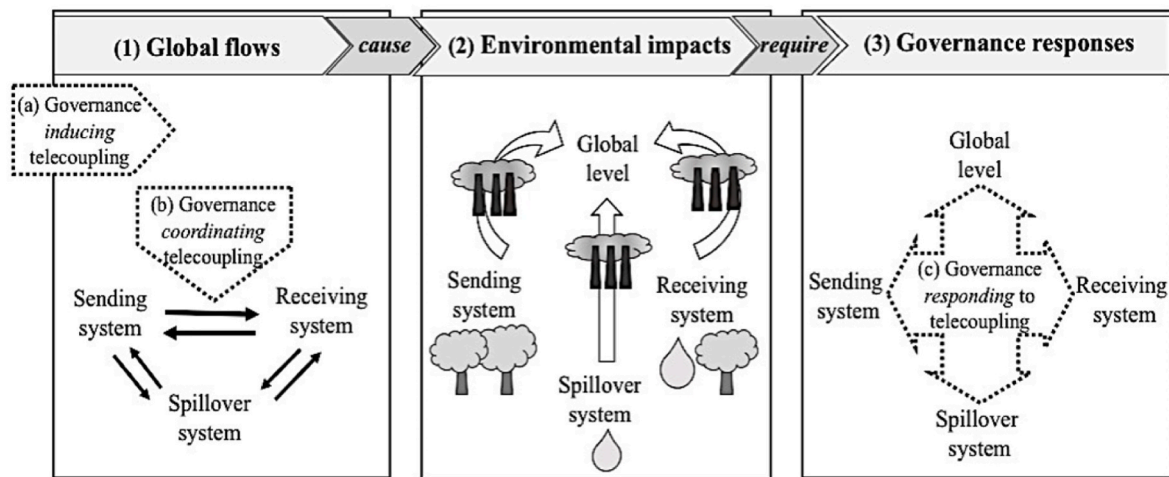 (1) Global flows
cause
(2) Environmental impacts
require
(3) Governance responses
(a) Governance
inducing
telecoupling
(b) Governance
coordinating
telecoupling
Sending
system
Receiving
system
Spillover
system
Global
level
Sending
system
Receiving
system
Spillover
system
Global
level
Sending
system
(c) Governance
responding to
telecoupling
Receiving
system
Spillover
system